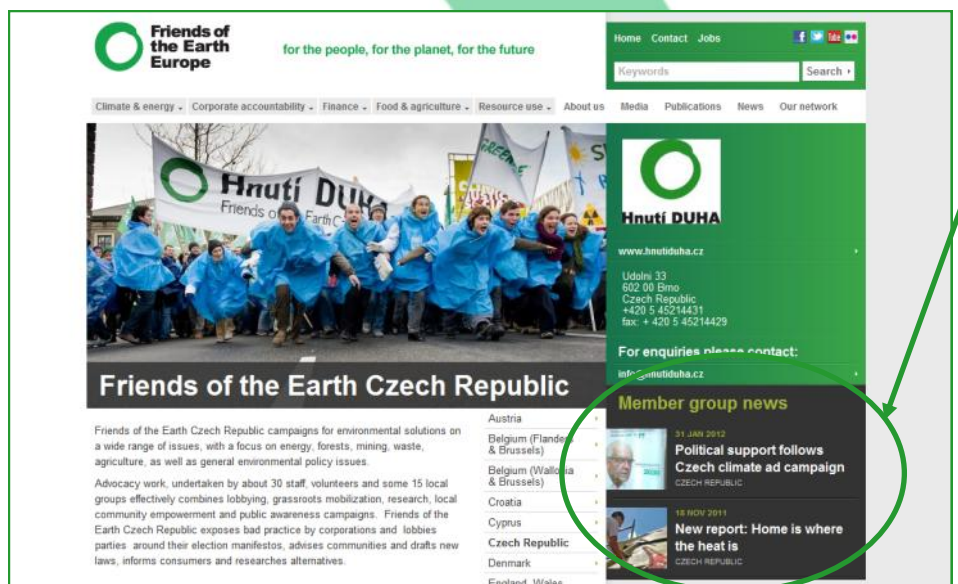 Friends of
the Earth
Europe
for the people, for the planet, for the future
Home Contact Jobs
Keywords
Search
Climate & energy Corporate accountability Finance Food & agriculture Resource use About us Media Publications News Our network
Hnutí DUHA
Friends of Earth
GREENPE
Hnutí DUHA
www.hnutiduha.cz
Udolni 33
602 00 Brno
Czech Republic
+420 5 45214431
fax: + 420 5 45214429
For enquiries please contact:
info@hnutiduha.cz
Friends of the Earth Czech Republic
Friends of the Earth Czech Republic campaigns for environmental solutions on
a wide range of issues, with a focus on energy, forests, mining, waste,
agriculture, as well as general environmental policy issues.
Advocacy work, undertaken by about 30 staff, volunteers and some 15 local
groups effectively combines lobbying, grassroots mobilization, research, local
community empowerment and public awareness campaigns. Friends of the
Earth Czech Republic exposes bad practice by corporations and lobbies
parties around their election manifestos, advises communities and drafts new
laws, informs consumers and researches alternatives.
Austria
Belgium (Flanders
& Brussels)
Belgium (Wallonia
& Brussels)
Croatia
Cyprus
Czech Republic
Denmark
England, Wales
Member group news
31 JAN 2012
Political support follows
Czech climate ad campaign
CZECH REPUBLIC
18 NOV 2011
New report: Home is where
the heat is
CZECH REPUBLIC